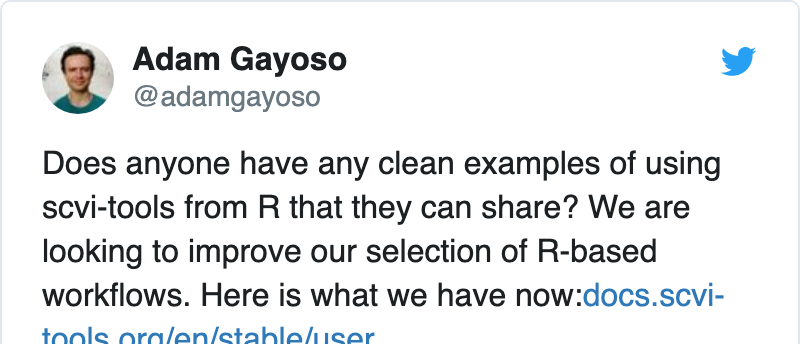 Adam Gayoso
@adamgayoso
Does anyone have any clean examples of using
scvi-tools from R that they can share? We are
looking to improve our selection of R-based
workflows. Here is what we have now:docs.scvi-
tools.org/en/stable/user